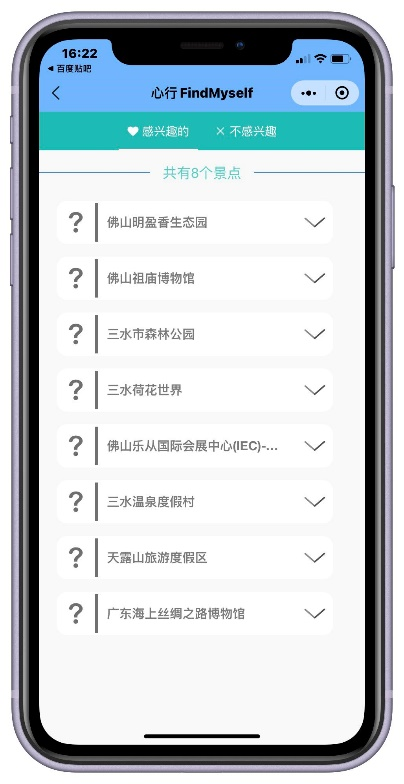 16:22
百度贴吧
心行 FindMyself
感兴趣的
不感兴趣
共有8个景点
? 佛山明盈香生态园
? 佛山祖庙博物馆
? 三水市森林公园
? 三水荷花世界
? 佛山乐从国际会展中心(IEC)-...
? 三水温泉度假村
? 天露山旅游度假区
? 广东海上丝绸之路博物馆